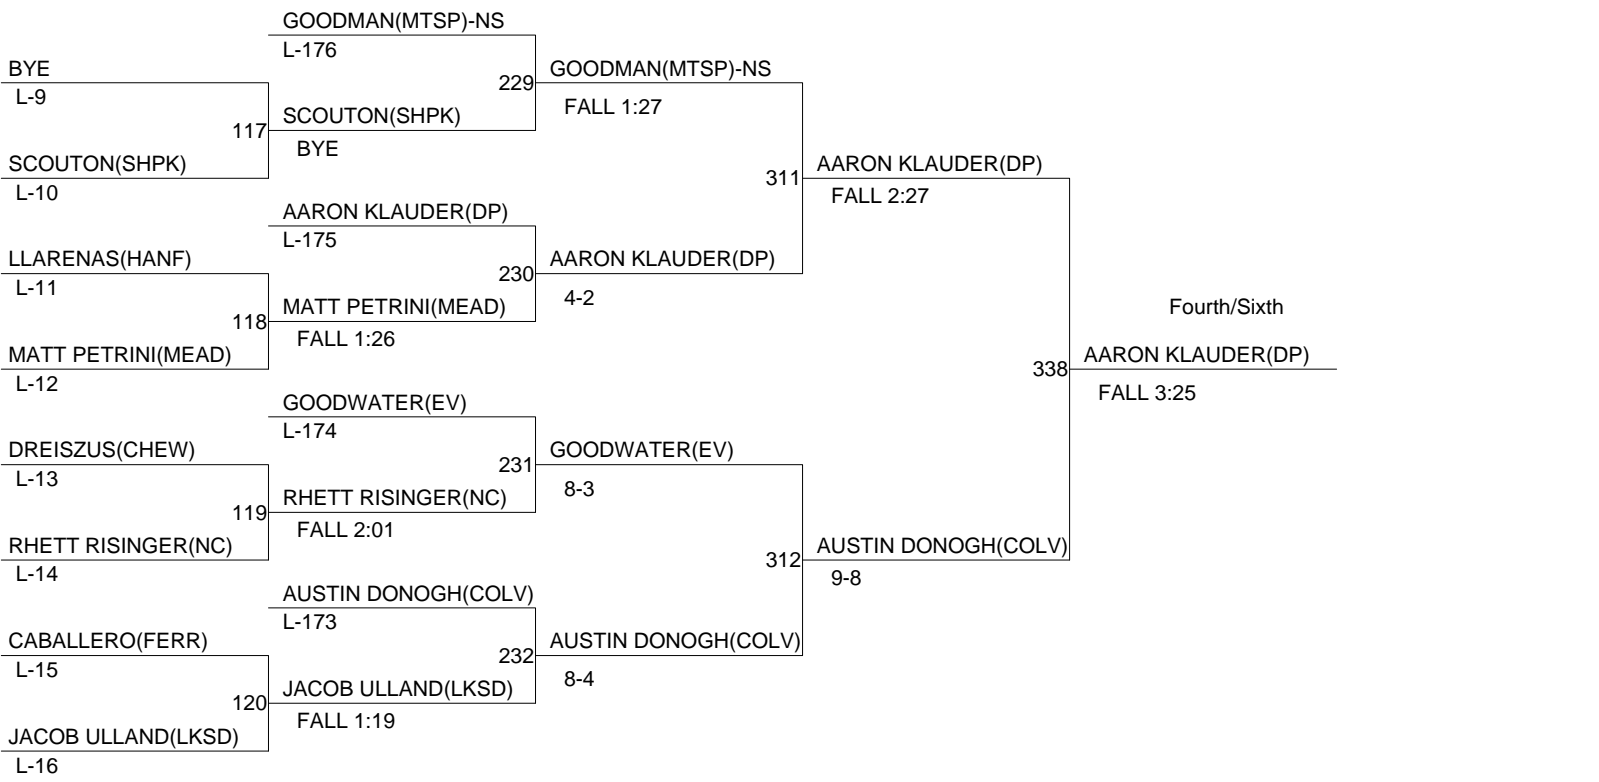 GOODMAN(MTSP)-NS
L-176
BYE
L-9
229
GOODMAN(MTSP)-NS
FALL 1:27
SCOUTON(SHPK)
117
BYE
SCOUTON(SHPK)
L-10
311
AARON KLAUDER(DP)
FALL 2:27
AARON KLAUDER(DP)
L-175
LLARENAS(HANF)
L-11
230
AARON KLAUDER(DP)
4-2
MATT PETRINI(MEAD)
118
FALL 1:26
Fourth/Sixth
MATT PETRINI(MEAD)
L-12
338
AARON KLAUDER(DP)
FALL 3:25
GOODWATER(EV)
L-174
DREISZUS(CHEW)
L-13
231
GOODWATER(EV)
8-3
RHETT RISINGER(NC)
119
FALL 2:01
RHETT RISINGER(NC)
L-14
312
AUSTIN DONOGH(COLV)
9-8
AUSTIN DONOGH(COLV)
L-173
CABALLERO(FERR)
L-15
232
AUSTIN DONOGH(COLV)
8-4
JACOB ULLAND(LKSD)
120
FALL 1:19
JACOB ULLAND(LKSD)
L-16